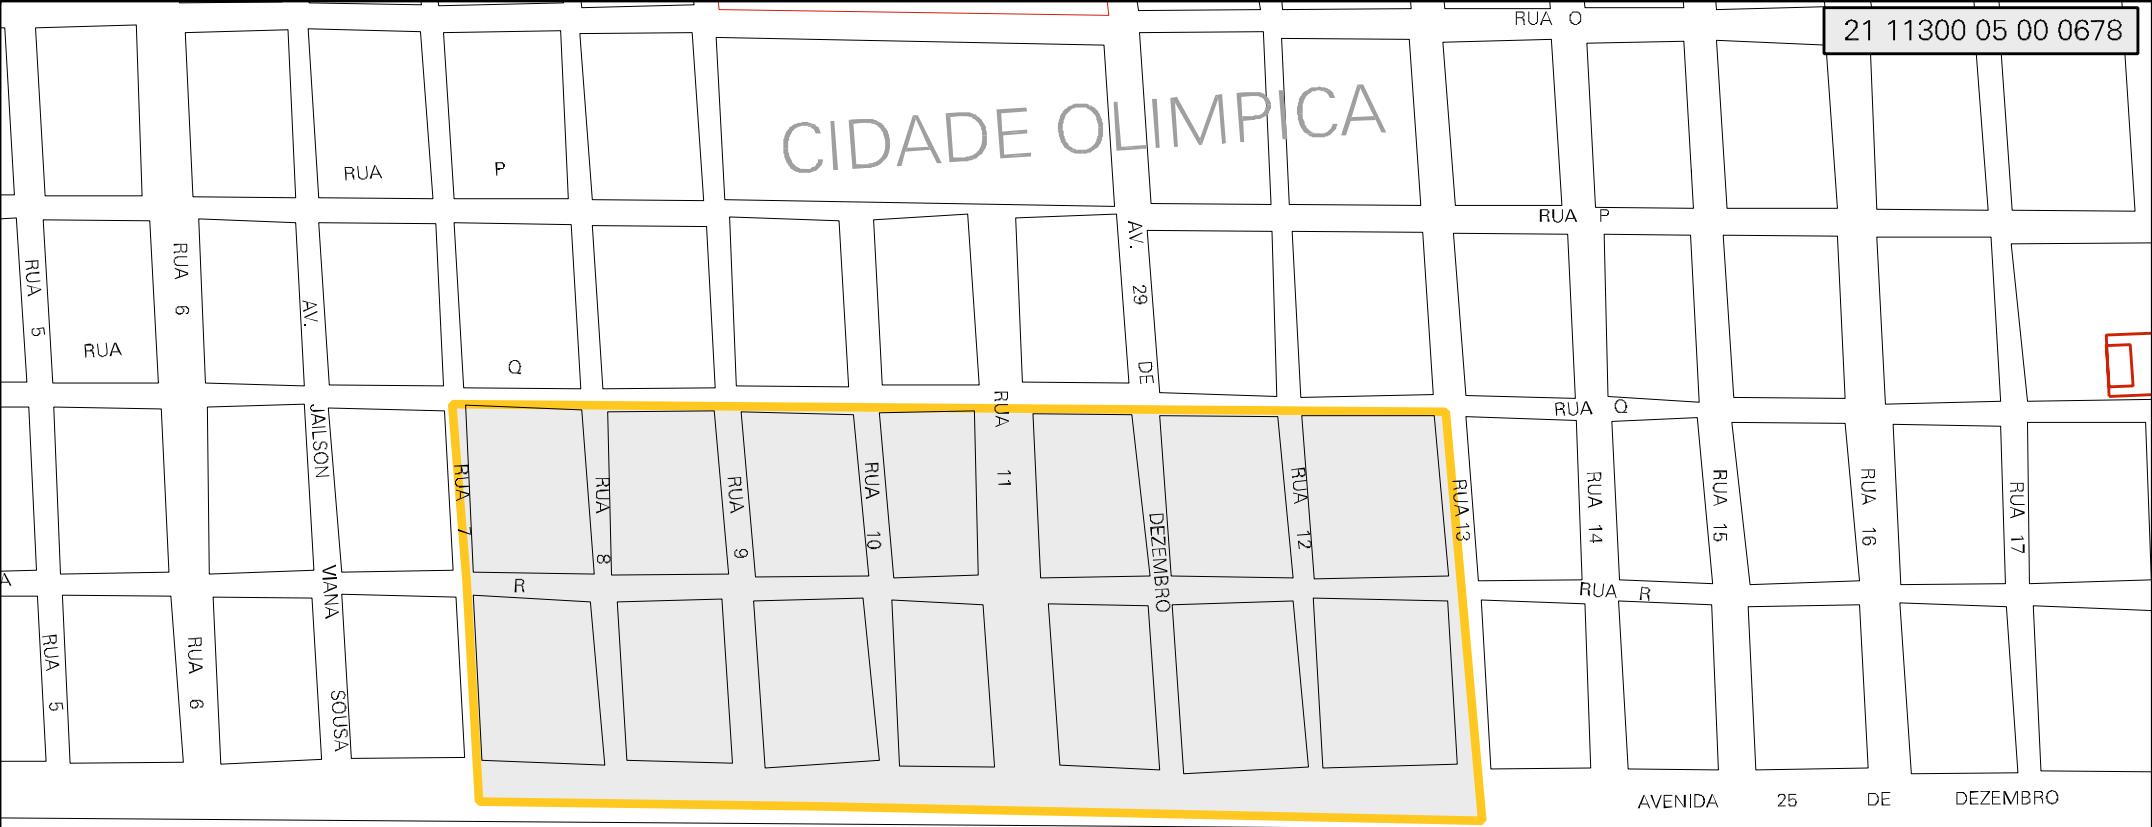 RUA O
21 11300 05 00 0678
CIDADE OLIMPICA
RUA P
RUA P
RUA 5
RUA 6
AV. JAILSON VIANA SOUSA
AV. 29 DE DEZEMBRO
RUA Q
RUA Q
RUA 7
RUA 8
RUA 9
RUA 10
RUA 11
RUA 12
RUA 13
RUA 14
RUA 15
RUA 16
RUA 17
A R
RUA R
RUA 5
RUA 6
AVENIDA 25 DE DEZEMBRO